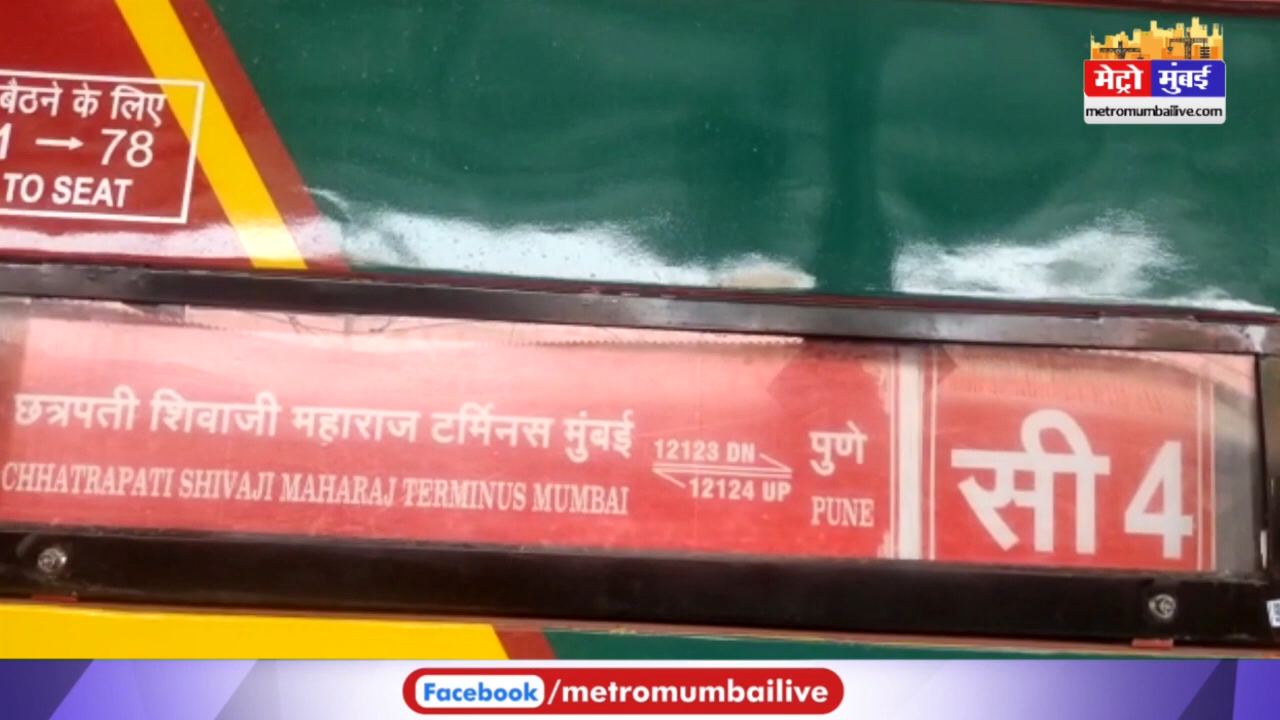 मेट्रो मुंबई
metromumbailive.com
बैठने के लिए
1 → 78
TO SEAT
छत्रपती शिवाजी महाराज टर्मिनस मुंबई
CHHATRAPATI SHIVAJI MAHARAJ TERMINUS MUMBAI
12123 DN
12124 UP
पुणे
PUNE
सी 4
Facebook /metromumbailive